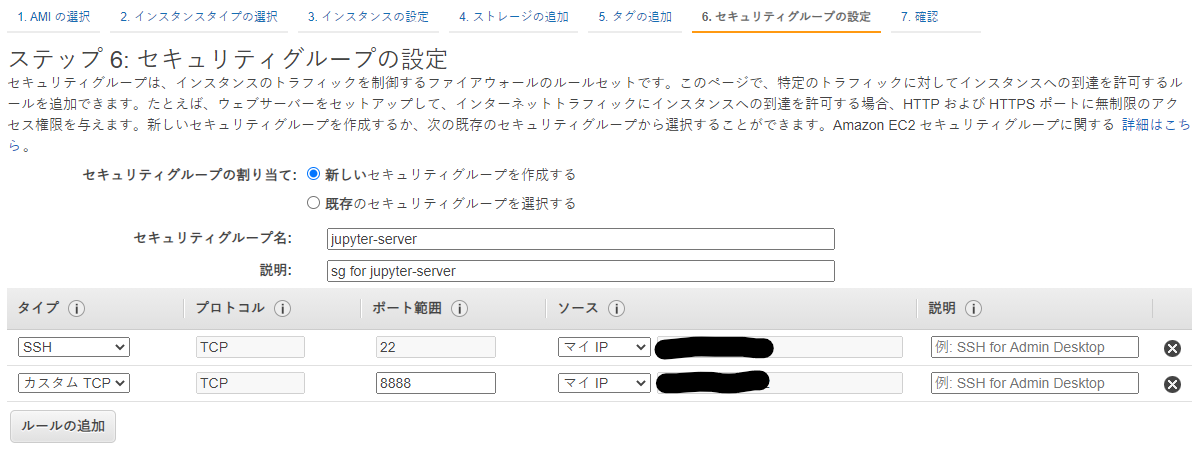 1. AMI の選択 2. インスタンスタイプの選択 3. インスタンスの設定 4. ストレージの追加 5. タグの追加 6. セキュリティグループの設定 7. 確認
ステップ 6: セキュリティグループの設定
セキュリティグループは、インスタンスのトラフィックを制御するファイアウォールのルールセットです。このページで、特定のトラフィックに対してインスタンスへの到達を許可するル
ールを追加できます。たとえば、ウェブサーバーをセットアップして、インターネットトラフィックにインスタンスへの到達を許可する場合、HTTP および HTTPS ポートに無制限のアク
セス権限を与えます。新しいセキュリティグループを作成するか、次の既存のセキュリティグループから選択することができます。Amazon EC2 セキュリティグループに関する 詳細はこち
ら。
セキュリティグループの割り当て: 新しいセキュリティグループを作成する
既存のセキュリティグループを選択する
セキュリティグループ名: jupyter-server
説明: sg for jupyter-server
タイプ i プロトコル i ポート範囲 i ソース i 説明 i
SSH TCP 22 マイ IP 例: SSH for Admin Desktop
カスタム TCP TCP 8888 マイ IP 例: SSH for Admin Desktop
ルールの追加